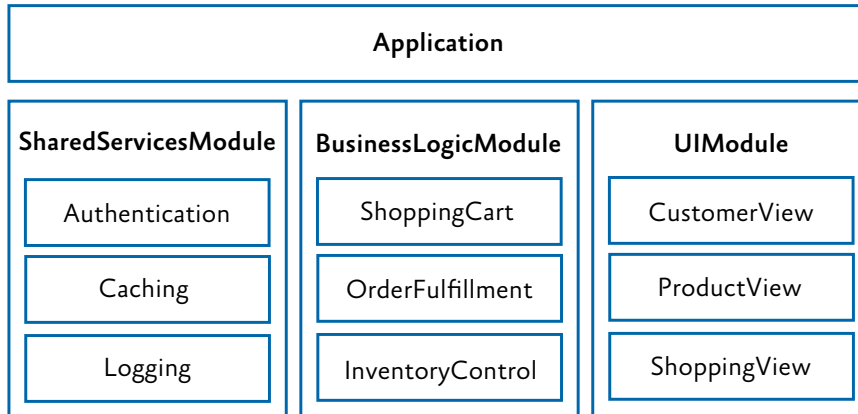 Application
SharedServicesModule
Authentication
Caching
Logging
BusinessLogicModule
ShoppingCart
OrderFulfillment
InventoryControl
UIModule
CustomerView
ProductView
ShoppingView